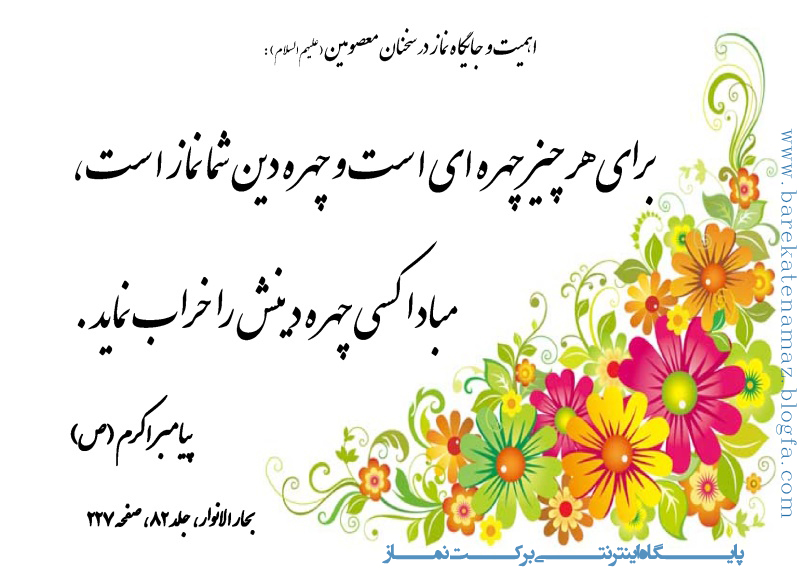 اهمیت و جایگاه نماز در سخنان معصومین (علیهم السلام) :
برای هر چیز چهره ای است و چهره دین شما نماز است،
مبادا کسی چهره دینش را خراب نماید .
پیامبر اکرم (ص)
بحار الانوار، جلد ۸۲، صفحه ۲۲۷
پایگاه اینترنتی برکت نماز
www.barekatenamaz.blogfa.com